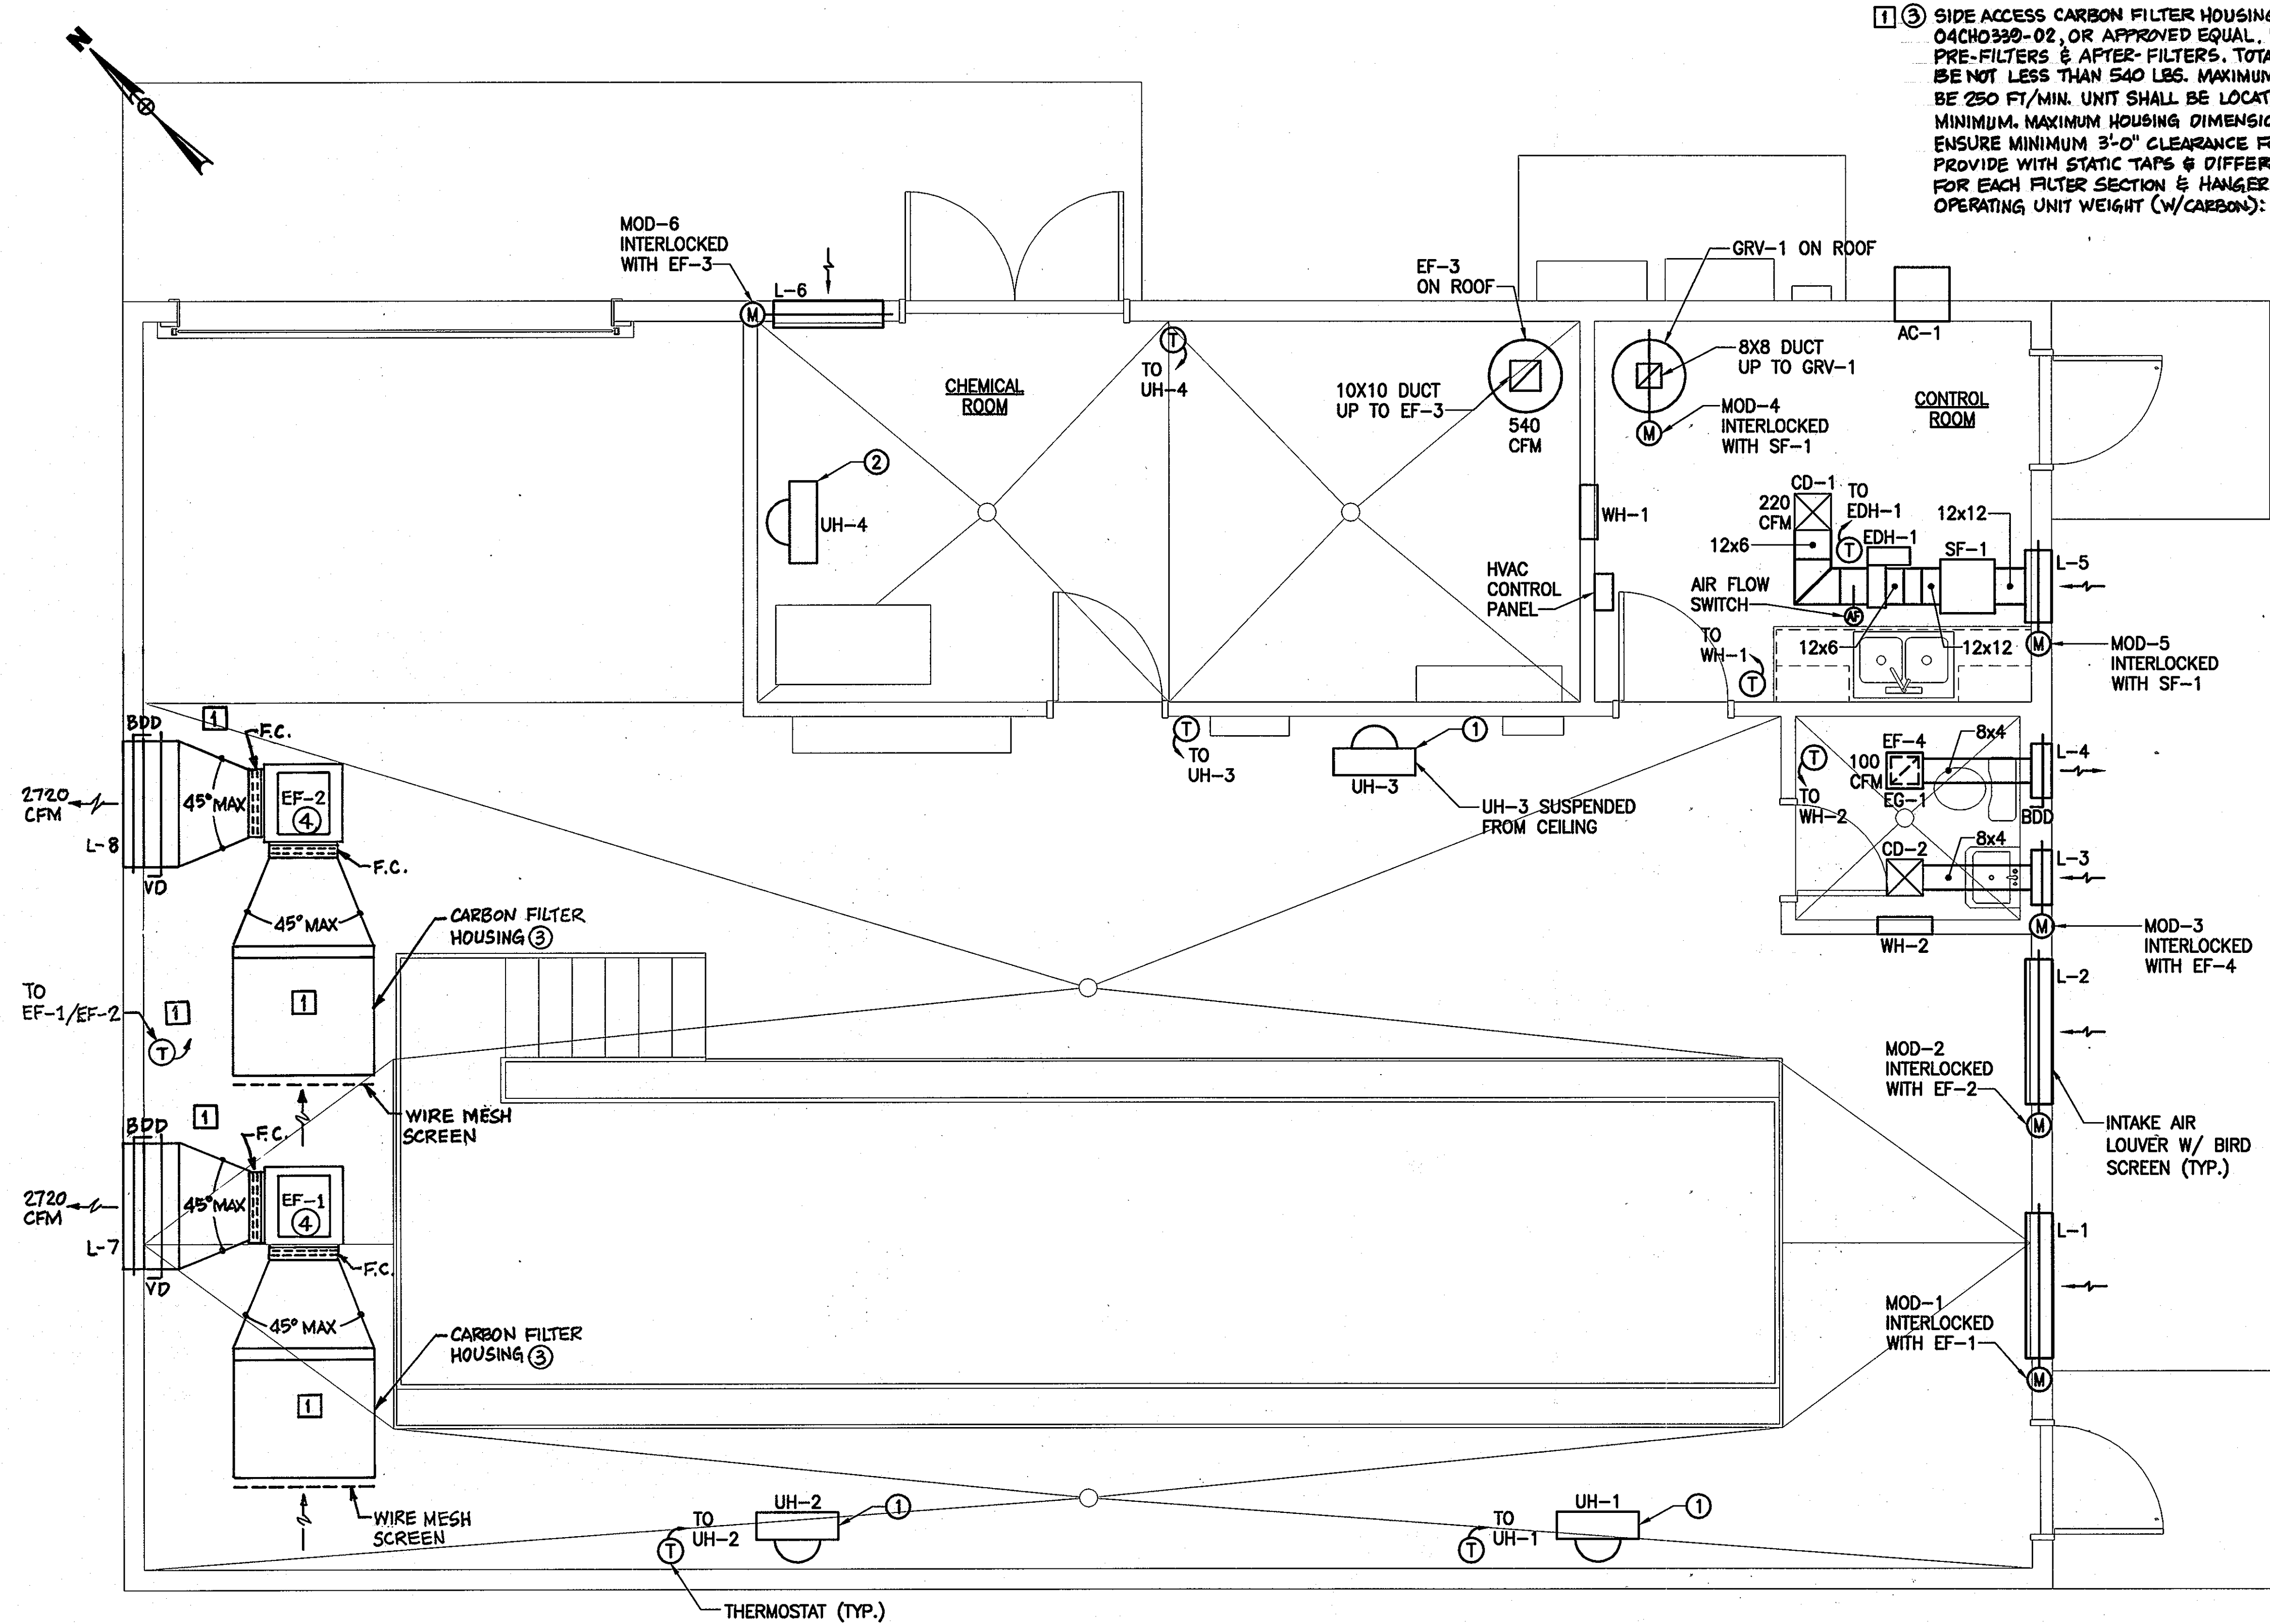 N
1 3 SIDE ACCESS CARBON FILTER HOUSING
04CH0339-02, OR APPROVED EQUAL.
PRE-FILTERS & AFTER-FILTERS. TOTA
BE NOT LESS THAN 540 LBS. MAXIMUM
BE 250 FT/MIN. UNIT SHALL BE LOCAT
MINIMUM. MAXIMUM HOUSING DIMENSIO
ENSURE MINIMUM 3'-0" CLEARANCE F
PROVIDE WITH STATIC TAPS & DIFFER
FOR EACH FILTER SECTION & HANGER
OPERATING UNIT WEIGHT (W/CARBON):
MOD-6
INTERLOCKED
WITH EF-3
M
L-6
EF-3
ON ROOF
GRV-1 ON ROOF
AC-1
T
TO
UH-4
CHEMICAL
ROOM
10X10 DUCT
UP TO EF-3
540
CFM
8X8 DUCT
UP TO GRV-1
MOD-4
INTERLOCKED
WITH SF-1
M
CONTROL
ROOM
2
UH-4
WH-1
HVAC
CONTROL
PANEL
CD-1
220
CFM
TO
EDH-1
T
EDH-1
12x6
12x12
SF-1
L-5
AIR FLOW
SWITCH
AF
12x6
12x12
TO
WH-1
T
M
MOD-5
INTERLOCKED
WITH SF-1
BDD
1
F.C.
2720
CFM
45° MAX
EF-2
4
L-8
VD
F.C.
45° MAX
CARBON FILTER
HOUSING 3
1
TO
EF-1/EF-2
1
T
WIRE MESH
SCREEN
T
TO
UH-3
1
UH-3
UH-3 SUSPENDED
FROM CEILING
T
TO
WH-2
EF-4
100
CFM
EG-1
8x4
L-4
BDD
CD-2
8x4
L-3
WH-2
M
MOD-3
INTERLOCKED
WITH EF-4
L-2
MOD-2
INTERLOCKED
WITH EF-2
M
INTAKE AIR
LOUVER W/ BIRD
SCREEN (TYP.)
L-1
MOD-1
INTERLOCKED
WITH EF-1
M
BDD
1
F.C.
2720
CFM
45° MAX
EF-1
4
L-7
VD
F.C.
45° MAX
CARBON FILTER
HOUSING 3
1
WIRE MESH
SCREEN
TO
UH-2
T
UH-2
1
TO
UH-1
T
UH-1
1
THERMOSTAT (TYP.)